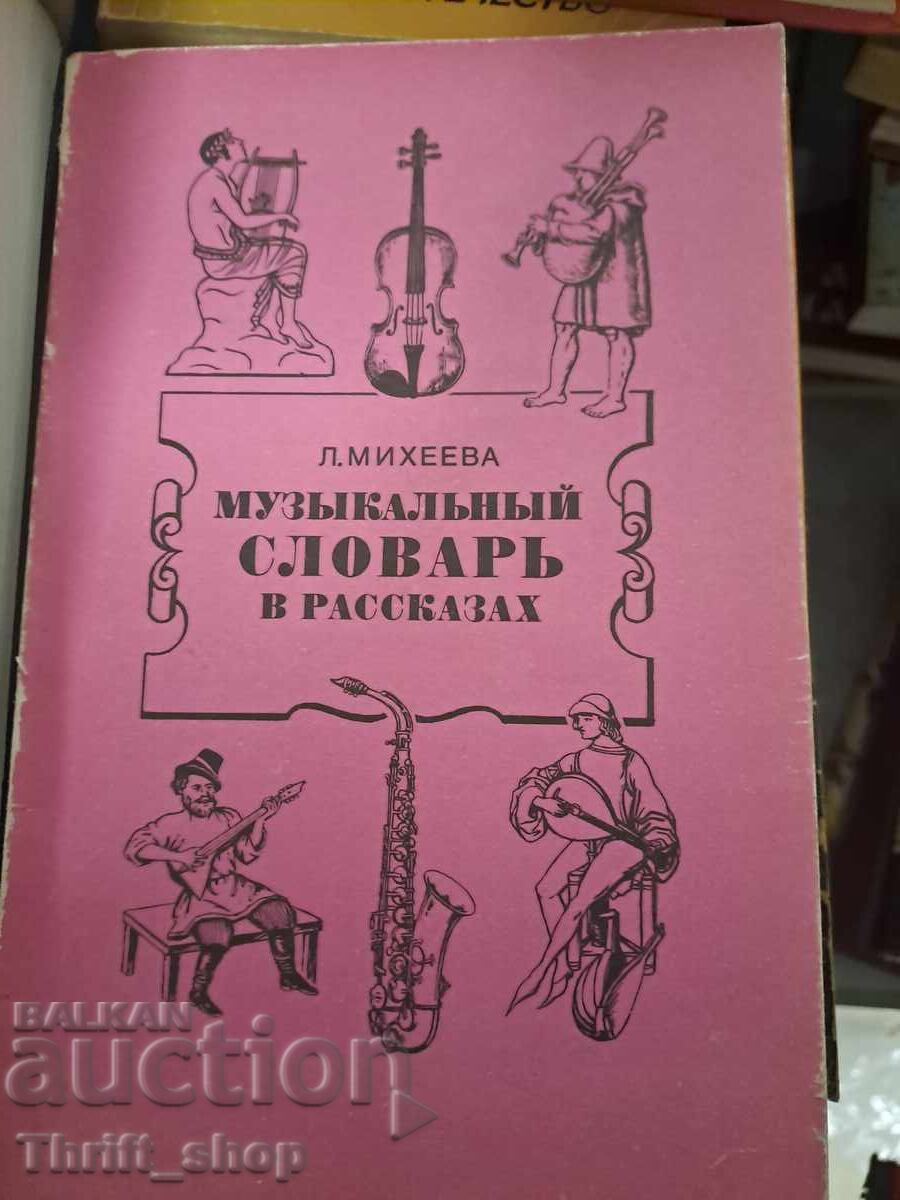 Л.МИХЕЕВА
МУЗЫКАЛЬНЫЙ
СЛОВАРЬ
В РАССКАЗАХ
BALKAN
auction
Thrift_shop